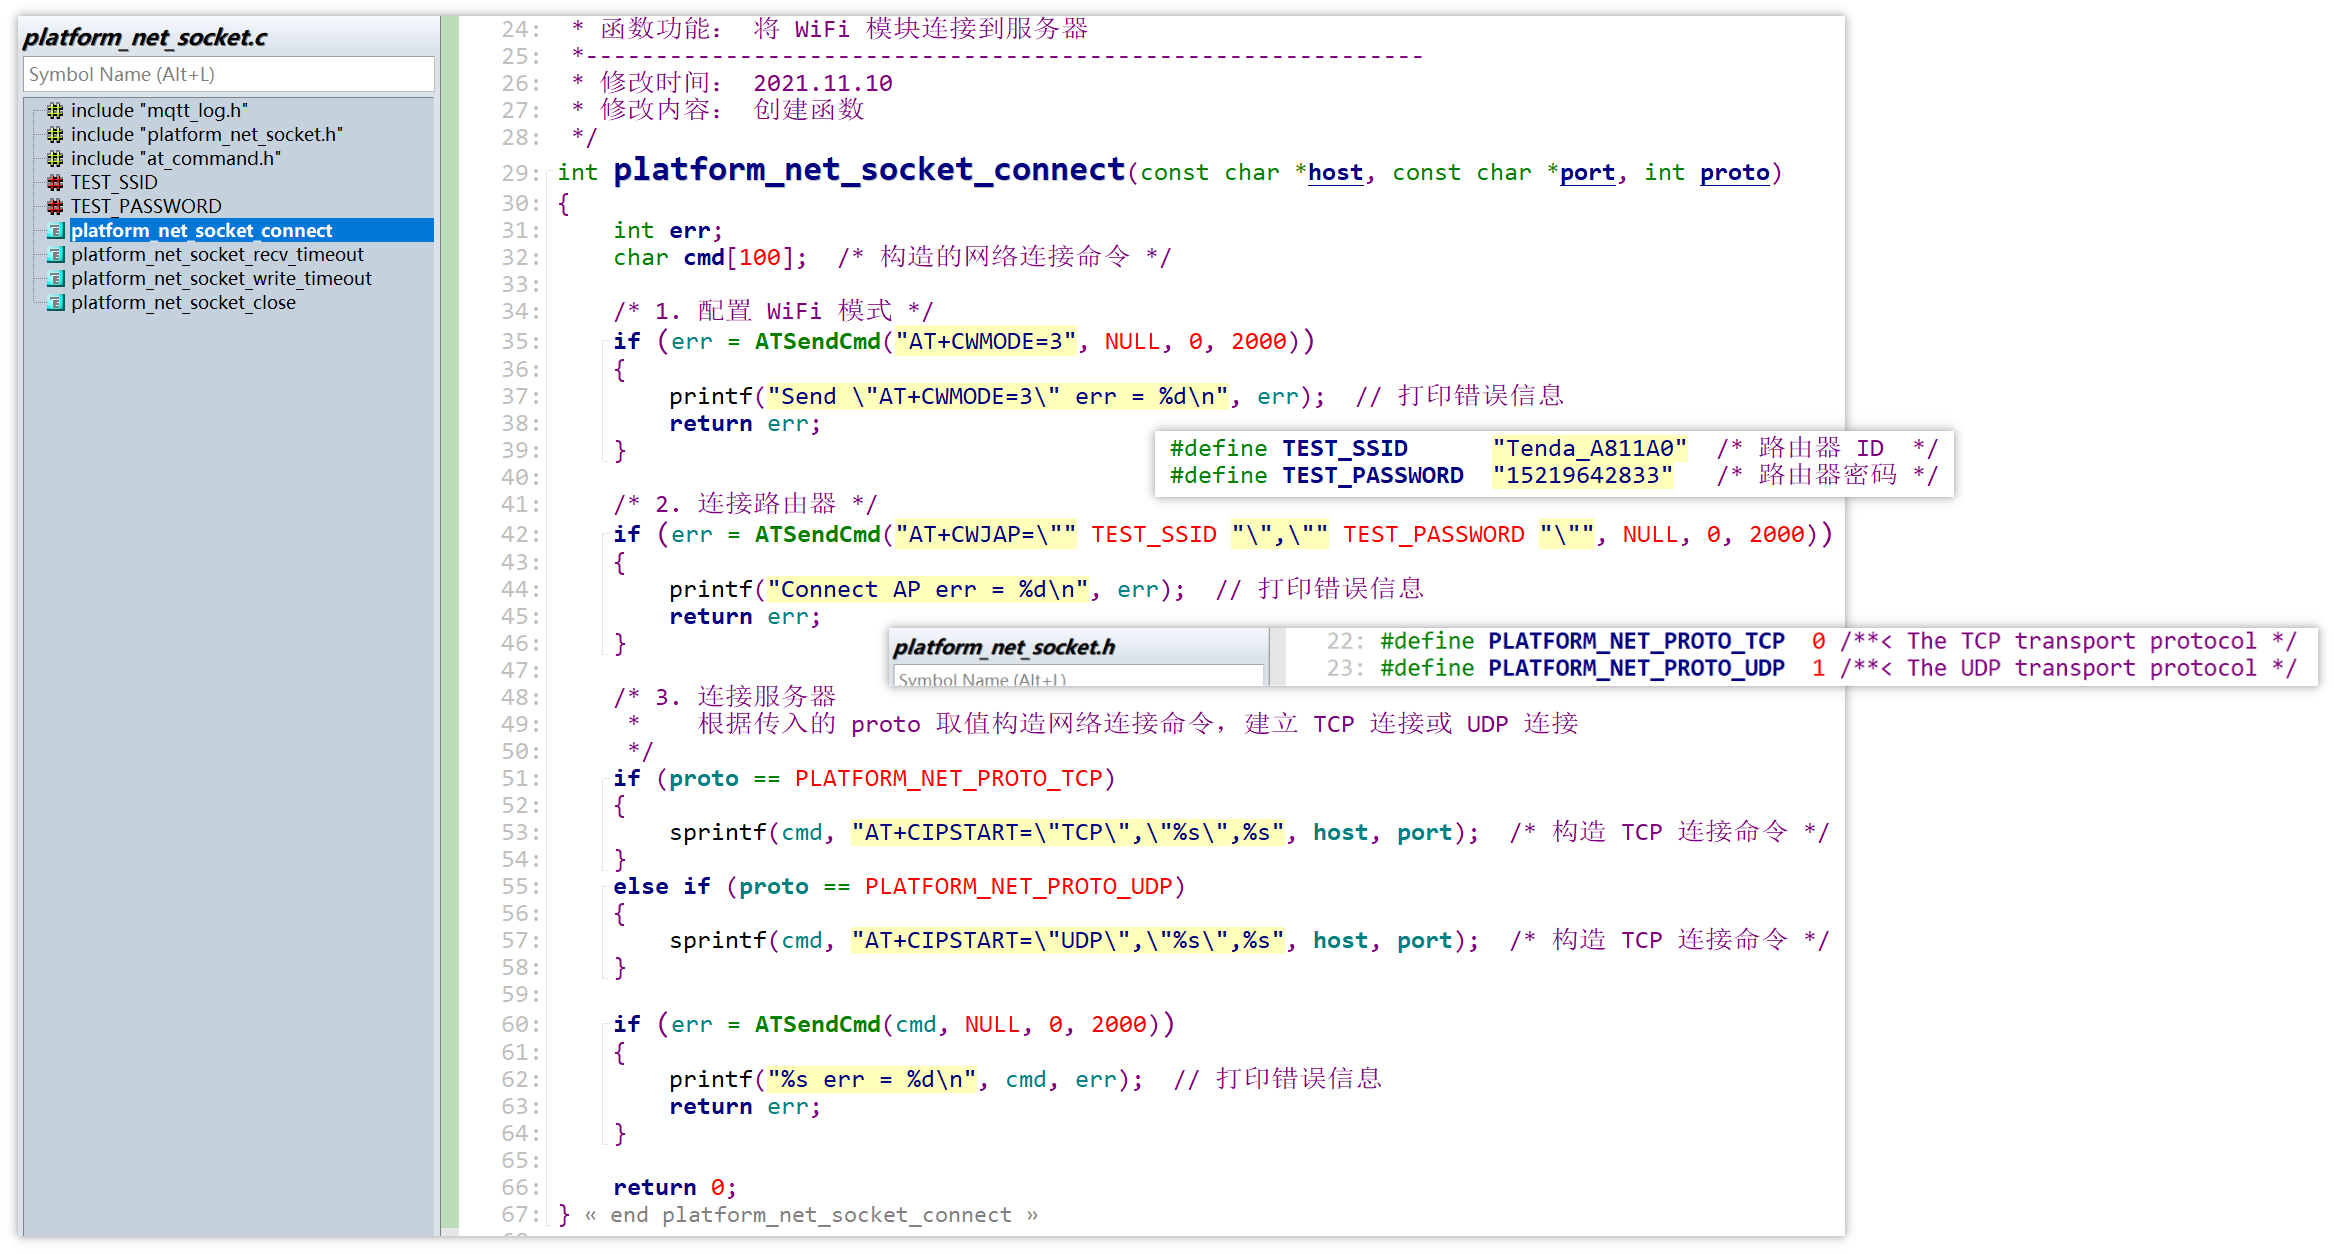 platform_net_socket.c
Symbol Name (Alt+L)
include "mqtt_log.h"
include "platform_net_socket.h"
include "at_command.h"
TEST_SSID
TEST_PASSWORD
platform_net_socket_connect
platform_net_socket_recv_timeout
platform_net_socket_write_timeout
platform_net_socket_close
24:  * 函数功能： 将 WiFi 模块连接到服务器
25:  *------------------------------------------------------------
26:  * 修改时间： 2021.11.10
27:  * 修改内容： 创建函数
28:  */
29: int platform_net_socket_connect(const char *host, const char *port, int proto)
30: {
31:     int err;
32:     char cmd[100];  /* 构造的网络连接命令 */
33:
34:     /* 1. 配置 WiFi 模式 */
35:     if (err = ATSendCmd("AT+CWMODE=3", NULL, 0, 2000))
36:     {
37:         printf("Send \"AT+CWMODE=3\" err = %d\n", err);  // 打印错误信息
38:         return err;
39:     }
#define TEST_SSID      "Tenda_A811A0"  /* 路由器 ID  */
#define TEST_PASSWORD  "15219642833"   /* 路由器密码 */
40:
41:     /* 2. 连接路由器 */
42:     if (err = ATSendCmd("AT+CWJAP=\"" TEST_SSID "\",\"" TEST_PASSWORD "\"", NULL, 0, 2000))
43:     {
44:         printf("Connect AP err = %d\n", err);  // 打印错误信息
45:         return err;
46:     }
platform_net_socket.h
Symbol Name (Alt+L)
22: #define PLATFORM_NET_PROTO_TCP  0 /**< The TCP transport protocol */
23: #define PLATFORM_NET_PROTO_UDP  1 /**< The UDP transport protocol */
47:
48:     /* 3. 连接服务器
49:      *    根据传入的 proto 取值构造网络连接命令，建立 TCP 连接或 UDP 连接
50:      */
51:     if (proto == PLATFORM_NET_PROTO_TCP)
52:     {
53:         sprintf(cmd, "AT+CIPSTART=\"TCP\",\"%s\",%s", host, port);  /* 构造 TCP 连接命令 */
54:     }
55:     else if (proto == PLATFORM_NET_PROTO_UDP)
56:     {
57:         sprintf(cmd, "AT+CIPSTART=\"UDP\",\"%s\",%s", host, port);  /* 构造 TCP 连接命令 */
58:     }
59:
60:     if (err = ATSendCmd(cmd, NULL, 0, 2000))
61:     {
62:         printf("%s err = %d\n", cmd, err);  // 打印错误信息
63:         return err;
64:     }
65:
66:     return 0;
67: } « end platform_net_socket_connect »